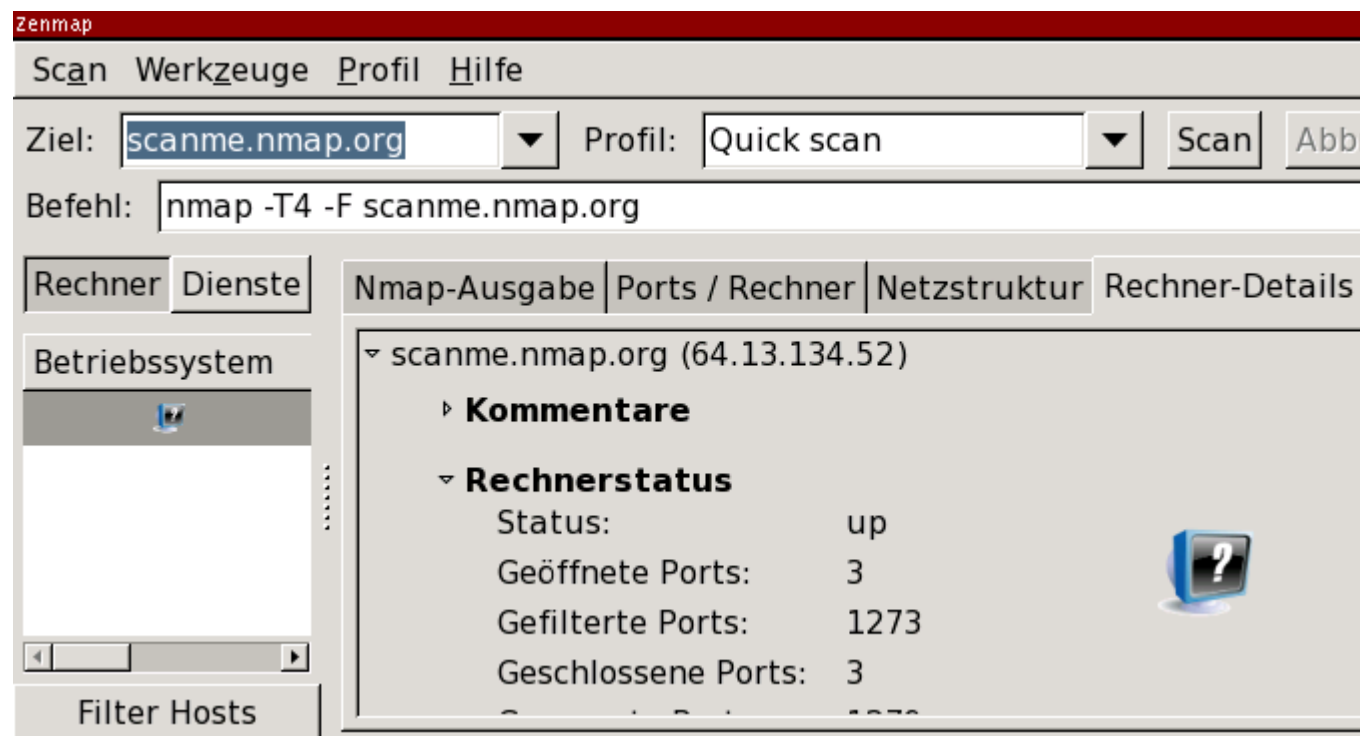 Zenmap
Scan Werkzeuge Profil Hilfe
Ziel: scanme.nmap.org Profil: Quick scan Scan Abb
Befehl: nmap -T4 -F scanme.nmap.org
Rechner Dienste Nmap-Ausgabe Ports / Rechner Netzstruktur Rechner-Details
Betriebssystem
scanme.nmap.org (64.13.134.52)
Kommentare
Rechnerstatus
Status: up
Geöffnete Ports: 3
Gefilterte Ports: 1273
Geschlossene Ports: 3
Filter Hosts